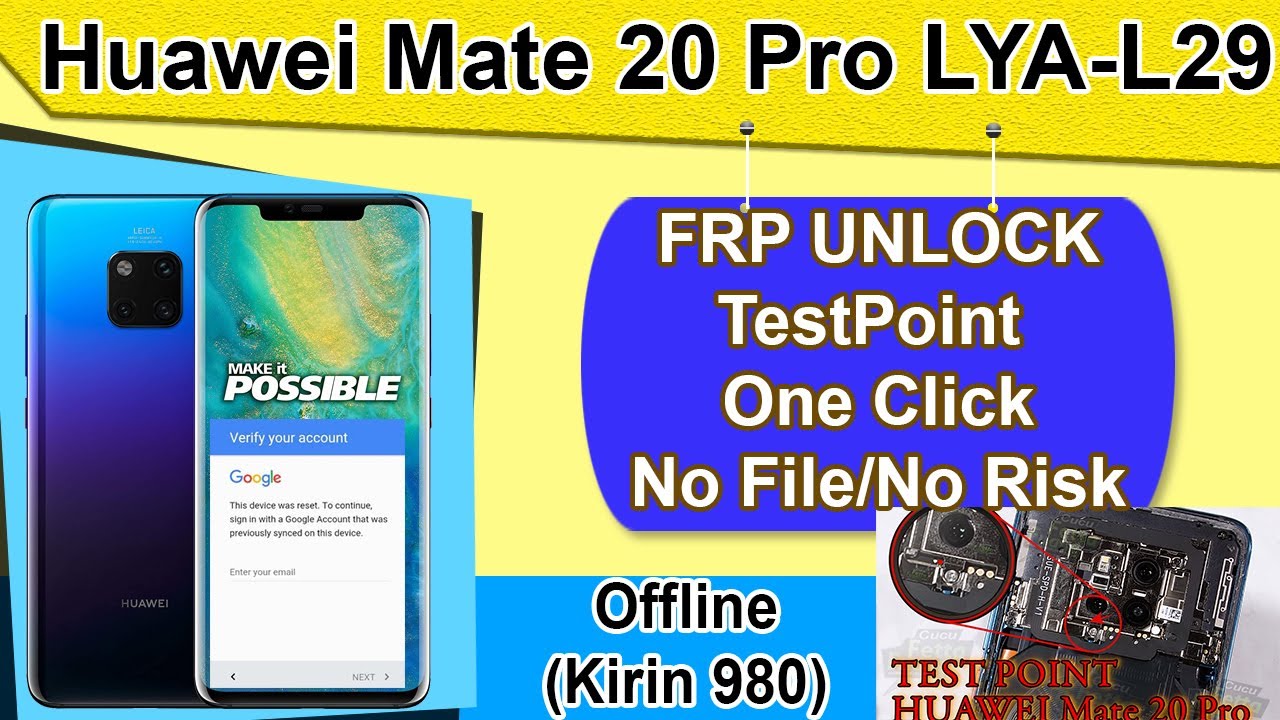 Huawei Mate 20 Pro LYA-L29
FRP UNLOCK
TestPoint
One Click
No File/No Risk
LEICA
HUAWEI
MAKE it
POSSIBLE
Verify your account
Google
This device was reset. To continue,
sign in with a Google Account that was
previously synced on this device.
Enter your email
NEXT
Offline
(Kirin 980)
TEST POINT
HUAWEI Mate 20 Pro